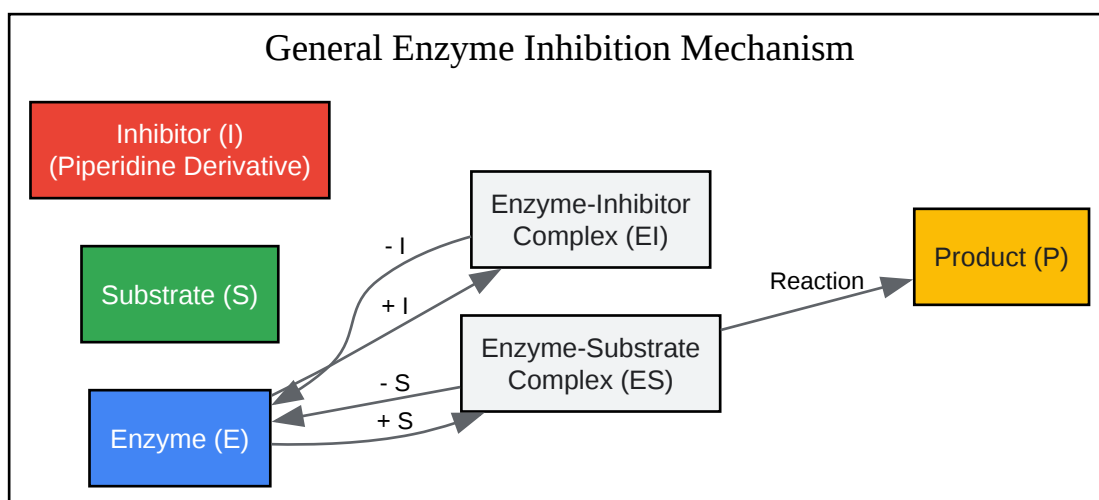 General Enzyme Inhibition Mechanism
Inhibitor (I)
(Piperidine Derivative)
Substrate (S)
Enzyme (E)
- I
+ I
- S
+ S
Enzyme-Inhibitor
Complex (EI)
Enzyme-Substrate
Complex (ES)
Reaction
Product (P)